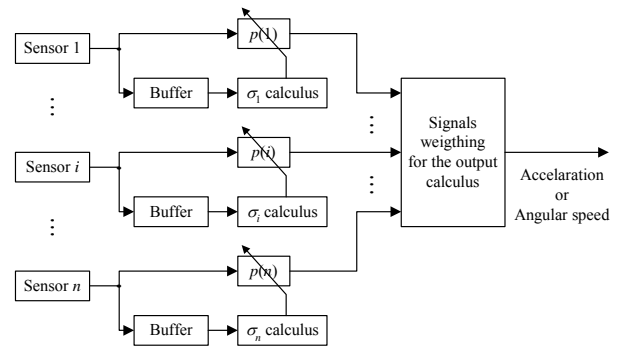 Sensor 1
p(1)
Buffer
σ1 calculus
Sensor i
p(i)
Buffer
σi calculus
Sensor n
p(n)
Buffer
σn calculus
Signals
weigthing
for the output
calculus
Accelaration
or
Angular speed